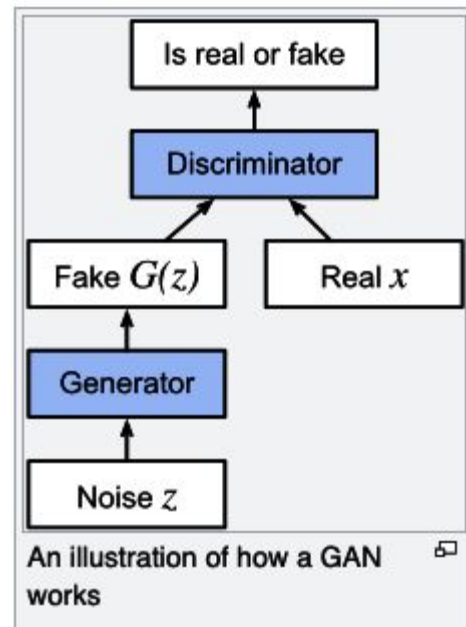 Is real or fake
Discriminator
Fake G(z)
Real x
Generator
Noise z
An illustration of how a GAN
works